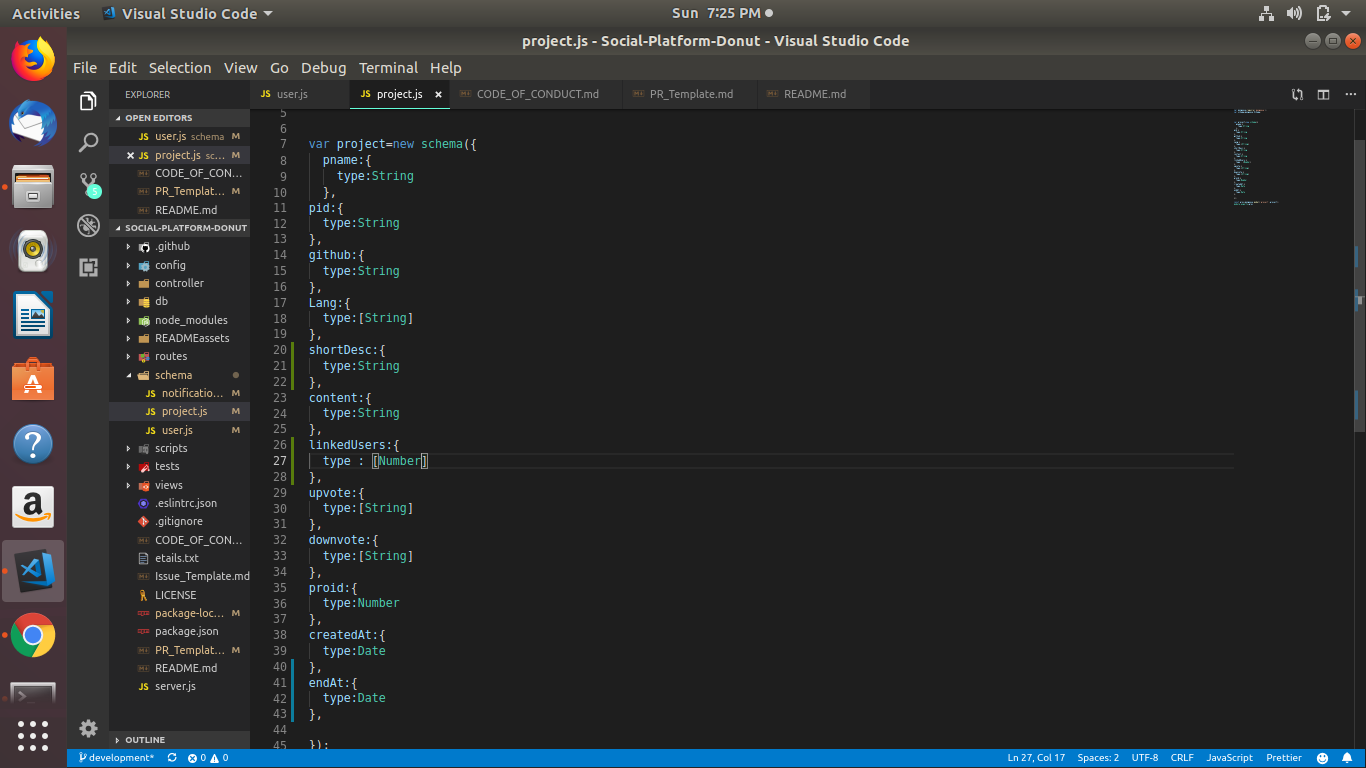 Activities Visual Studio Code Sun 7:25 PM
project.js - Social-Platform-Donut - Visual Studio Code
File Edit Selection View Go Debug Terminal Help
EXPLORER
JS user.js JS project.js × CODE_OF_CONDUCT.md PR_Template.md README.md
OPEN EDITORS
JS user.js schema M
× JS project.js sc... M
CODE_OF_CON...
PR_Templat... M
README.md
SOCIAL-PLATFORM-DONUT
.github
config
controller
db
node_modules
READMEassets
routes
schema
JS notificatio... M
JS project.js M
JS user.js M
scripts
tests
views
.eslintrc.json
.gitignore
CODE_OF_CON...
etails.txt
Issue_Template.md
LICENSE
package-loc... M
package.json
PR_Templat... M
README.md
JS server.js
OUTLINE
5
6
7 var project=new schema({
8 pname:{
9 type:String
10 },
11 pid:{
12 type:String
13 },
14 github:{
15 type:String
16 },
17 Lang:{
18 type:[String]
19 },
20 shortDesc:{
21 type:String
22 },
23 content:{
24 type:String
25 },
26 linkedUsers:{
27 type : [Number]
28 },
29 upvote:{
30 type:[String]
31 },
32 downvote:{
33 type:[String]
34 },
35 proid:{
36 type:Number
37 },
38 createdAt:{
39 type:Date
40 },
41 endAt:{
42 type:Date
43 },
44
45 });
development* 0 0 Ln 27, Col 17 Spaces: 2 UTF-8 CRLF JavaScript Prettier